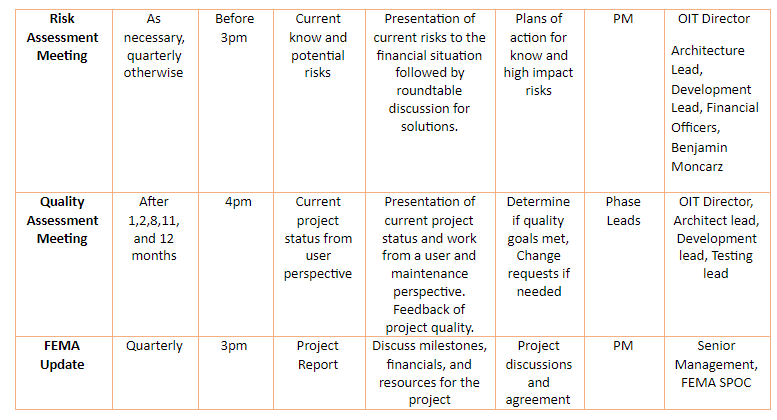 Risk
Assessment
Meeting
As
necessary,
quarterly
otherwise
Before
3pm
Current
know and
potential
risks
Presentation of
current risks to the
financial situation
followed by
roundtable
discussion for
solutions.
Plans of
action for
know and
high impact
risks
PM
OIT Director
Architecture
Lead,
Development
Lead, Financial
Officers,
Benjamin
Moncarz
Quality
Assessment
Meeting
After
1,2,8,11,
and 12
months
4pm
Current
project
status from
user
perspective
Presentation of
current project
status and work
from a user and
maintenance
perspective.
Feedback of
project quality.
Determine
if quality
goals met,
Change
requests if
needed
Phase
Leads
OIT Director,
Architect lead,
Development
lead, Testing
lead
FEMA
Update
Quarterly
3pm
Project
Report
Discuss milestones,
financials, and
resources for the
project
Project
discussions
and
agreement
PM
Senior
Management,
FEMA SPOC